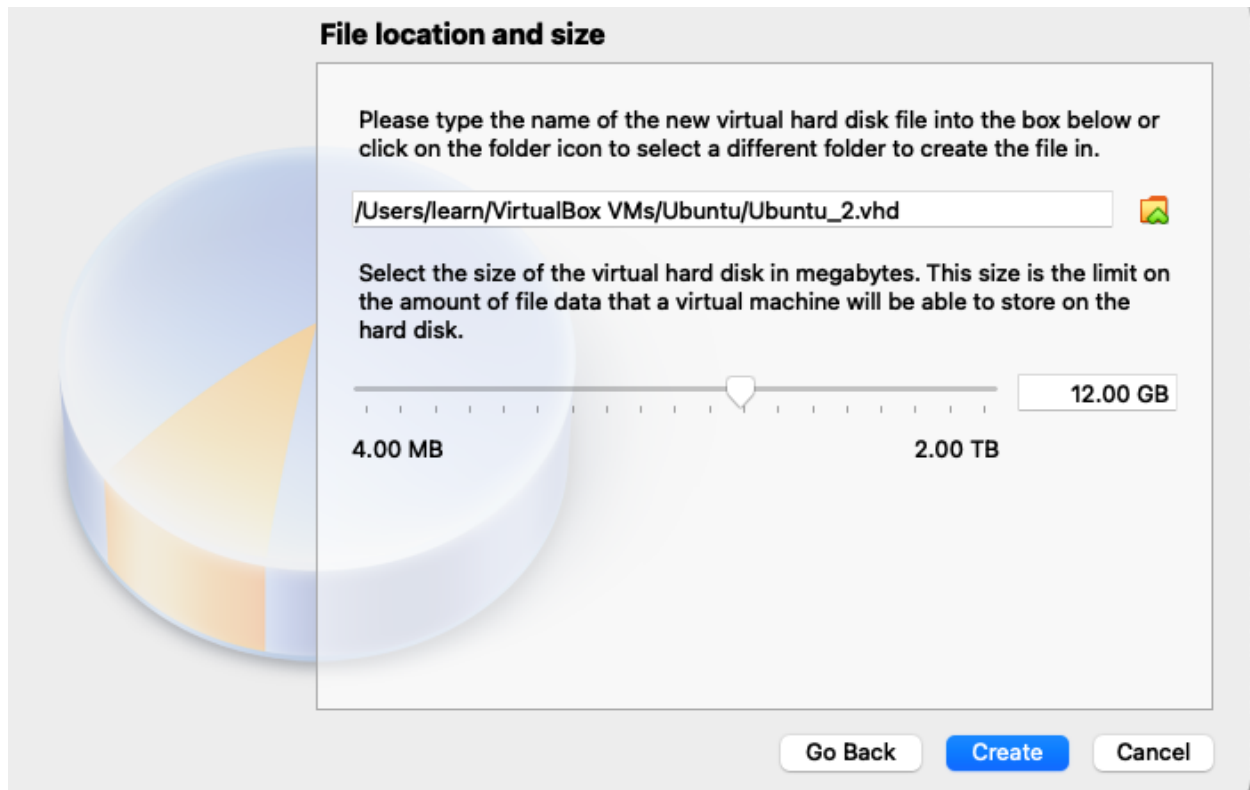 File location and size
Please type the name of the new virtual hard disk file into the box below or
click on the folder icon to select a different folder to create the file in.
/Users/learn/VirtualBox VMs/Ubuntu/Ubuntu_2.vhd
Select the size of the virtual hard disk in megabytes. This size is the limit on
the amount of file data that a virtual machine will be able to store on the
hard disk.
12.00 GB
4.00 MB 2.00 TB
Go Back Create Cancel